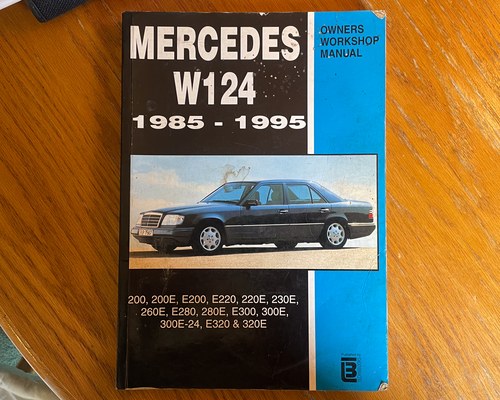 MERCEDES
W124
1985 - 1995
OWNERS
WORKSHOP
MANUAL
200, 200E, E200, E220, 220E, 230E,
260E, E280, 280E, E300, 300E,
300E-24, E320 & 320E